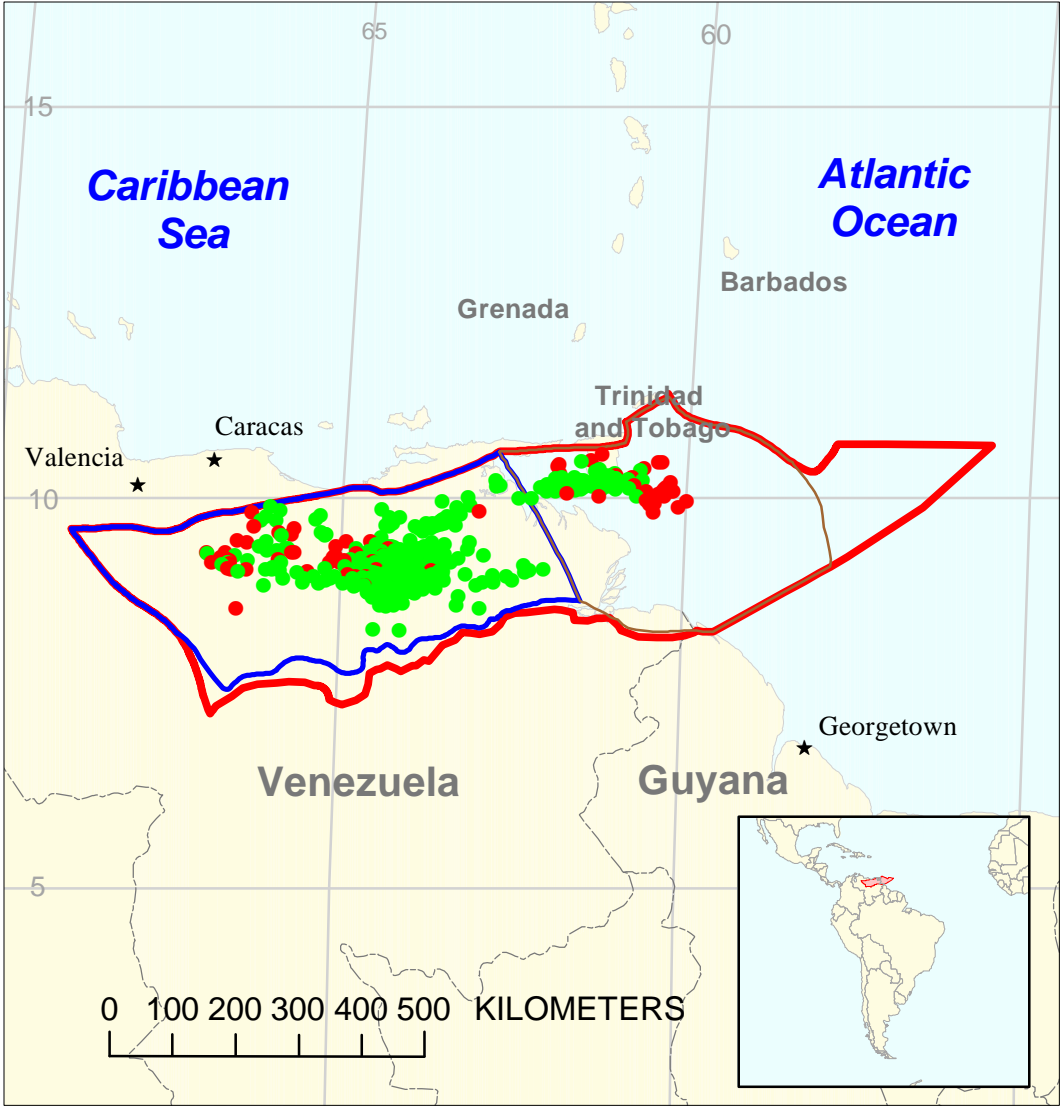 65
60
15
Caribbean
Sea
Atlantic
Ocean
Barbados
Grenada
Trinidad
and Tobago
Caracas
Valencia
10
Georgetown
Venezuela
Guyana
5
0 100 200 300 400 500 KILOMETERS